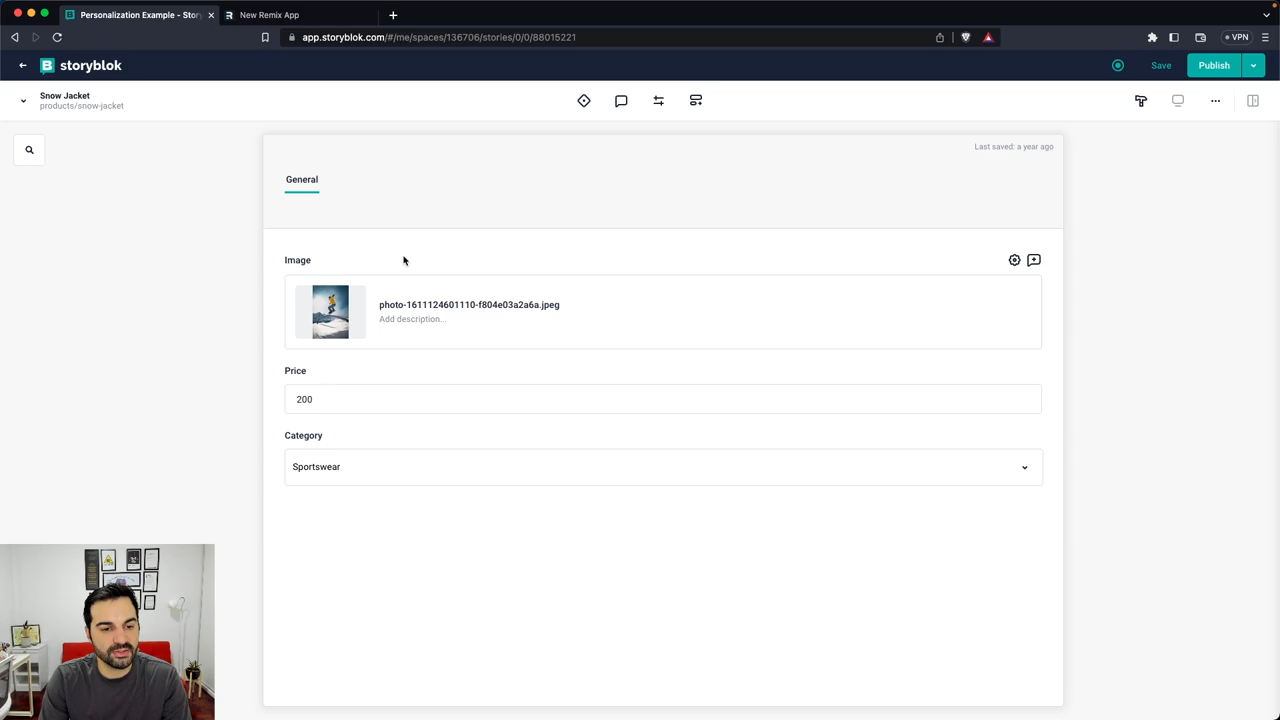 Personalization Example - Stor
New Remix App
app.storyblok.com/#/me/spaces/136706/stories/0/0/88015221
VPN
storyblok
Save
Publish
Snow Jacket
products/snow-jacket
Last saved: a year ago
General
Image
photo-1611124601110-f804e03a2a6a.jpeg
Add description...
Price
200
Category
Sportswear